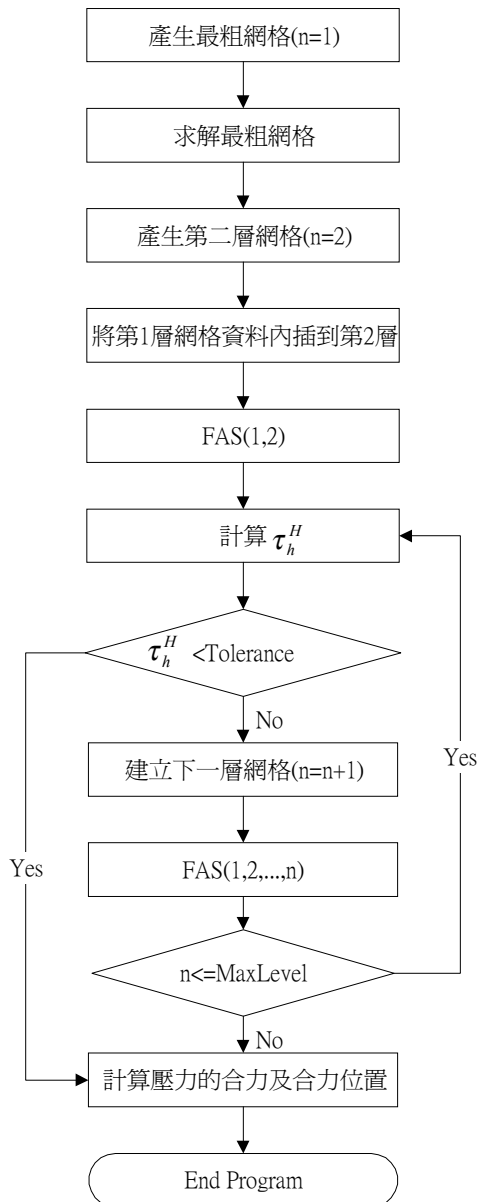 產生最粗網格(n=1)
求解最粗網格
產生第二層網格(n=2)
將第1層網格資料內插到第2層
FAS(1,2)
計算 τ_h^H
τ_h^H <Tolerance
No
建立下一層網格(n=n+1)
Yes
Yes
FAS(1,2,...,n)
n<=MaxLevel
No
計算壓力的合力及合力位置
End Program